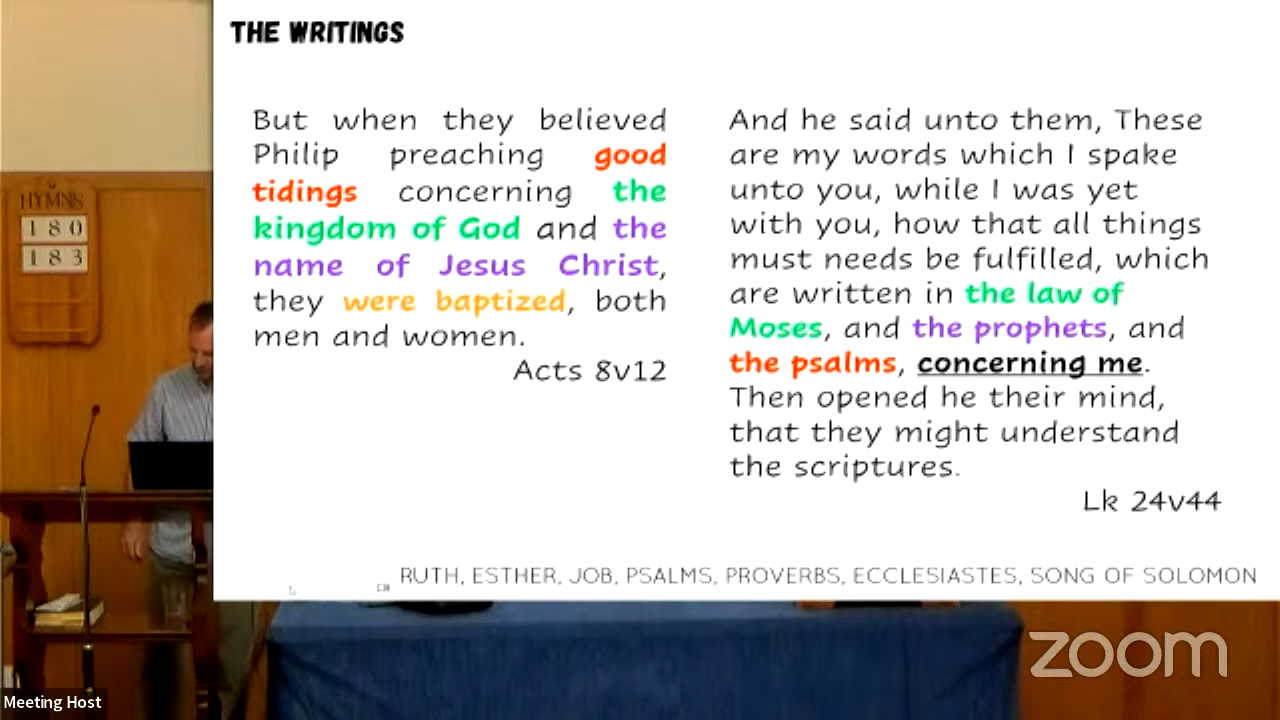 THE WRITINGS
But when they believed
Philip preaching good
tidings concerning the
kingdom of God and the
name of Jesus Christ,
they were baptized, both
men and women.
Acts 8v12
And he said unto them, These
are my words which I spake
unto you, while I was yet
with you, how that all things
must needs be fulfilled, which
are written in the law of
Moses, and the prophets, and
the psalms, concerning me.
Then opened he their mind,
that they might understand
the scriptures.
Lk 24v44
RUTH, ESTHER, JOB, PSALMS, PROVERBS, ECCLESIASTES, SONG OF SOLOMON
HYMNS
180
183
zoom
Meeting Host